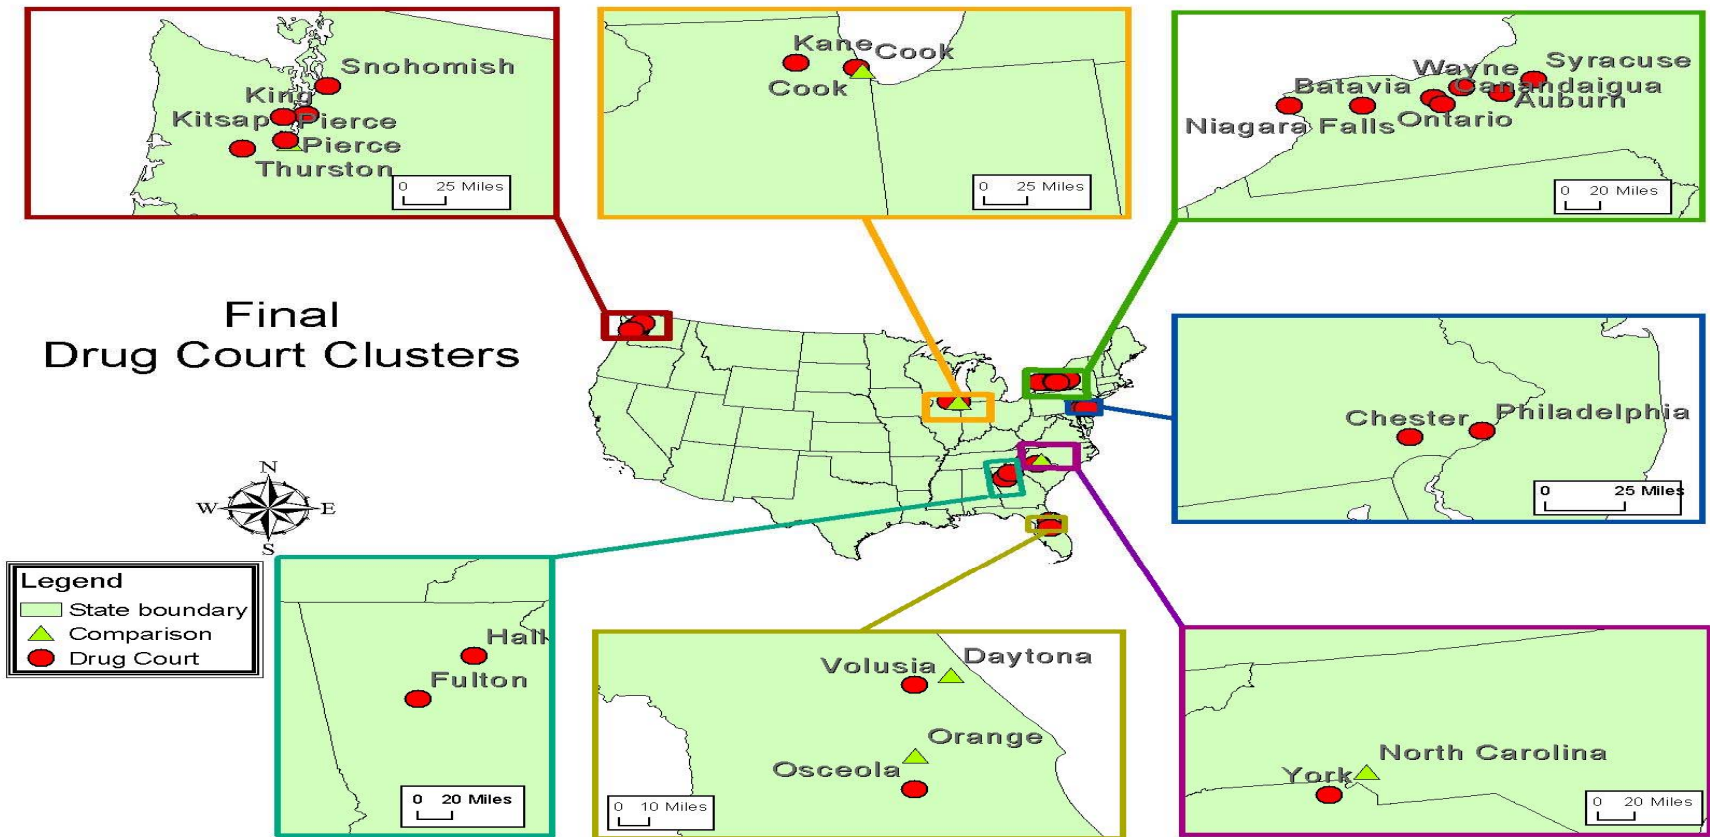 Snohomish
King
Kitsap
Pierce
Pierce
Thurston
0 25 Miles
Kane
Cook
Cook
0 25 Miles
Syracuse
Wayne
Batavia
Canandaigua
Auburn
Niagara Falls
Ontario
0 20 Miles
Final
Drug Court Clusters
Chester
Philadelphia
0 25 Miles
N
W
E
S
Legend
State boundary
Comparison
Drug Court
Hall
Fulton
0 20 Miles
Daytona
Volusia
Orange
Osceola
0 10 Miles
North Carolina
York
0 20 Miles